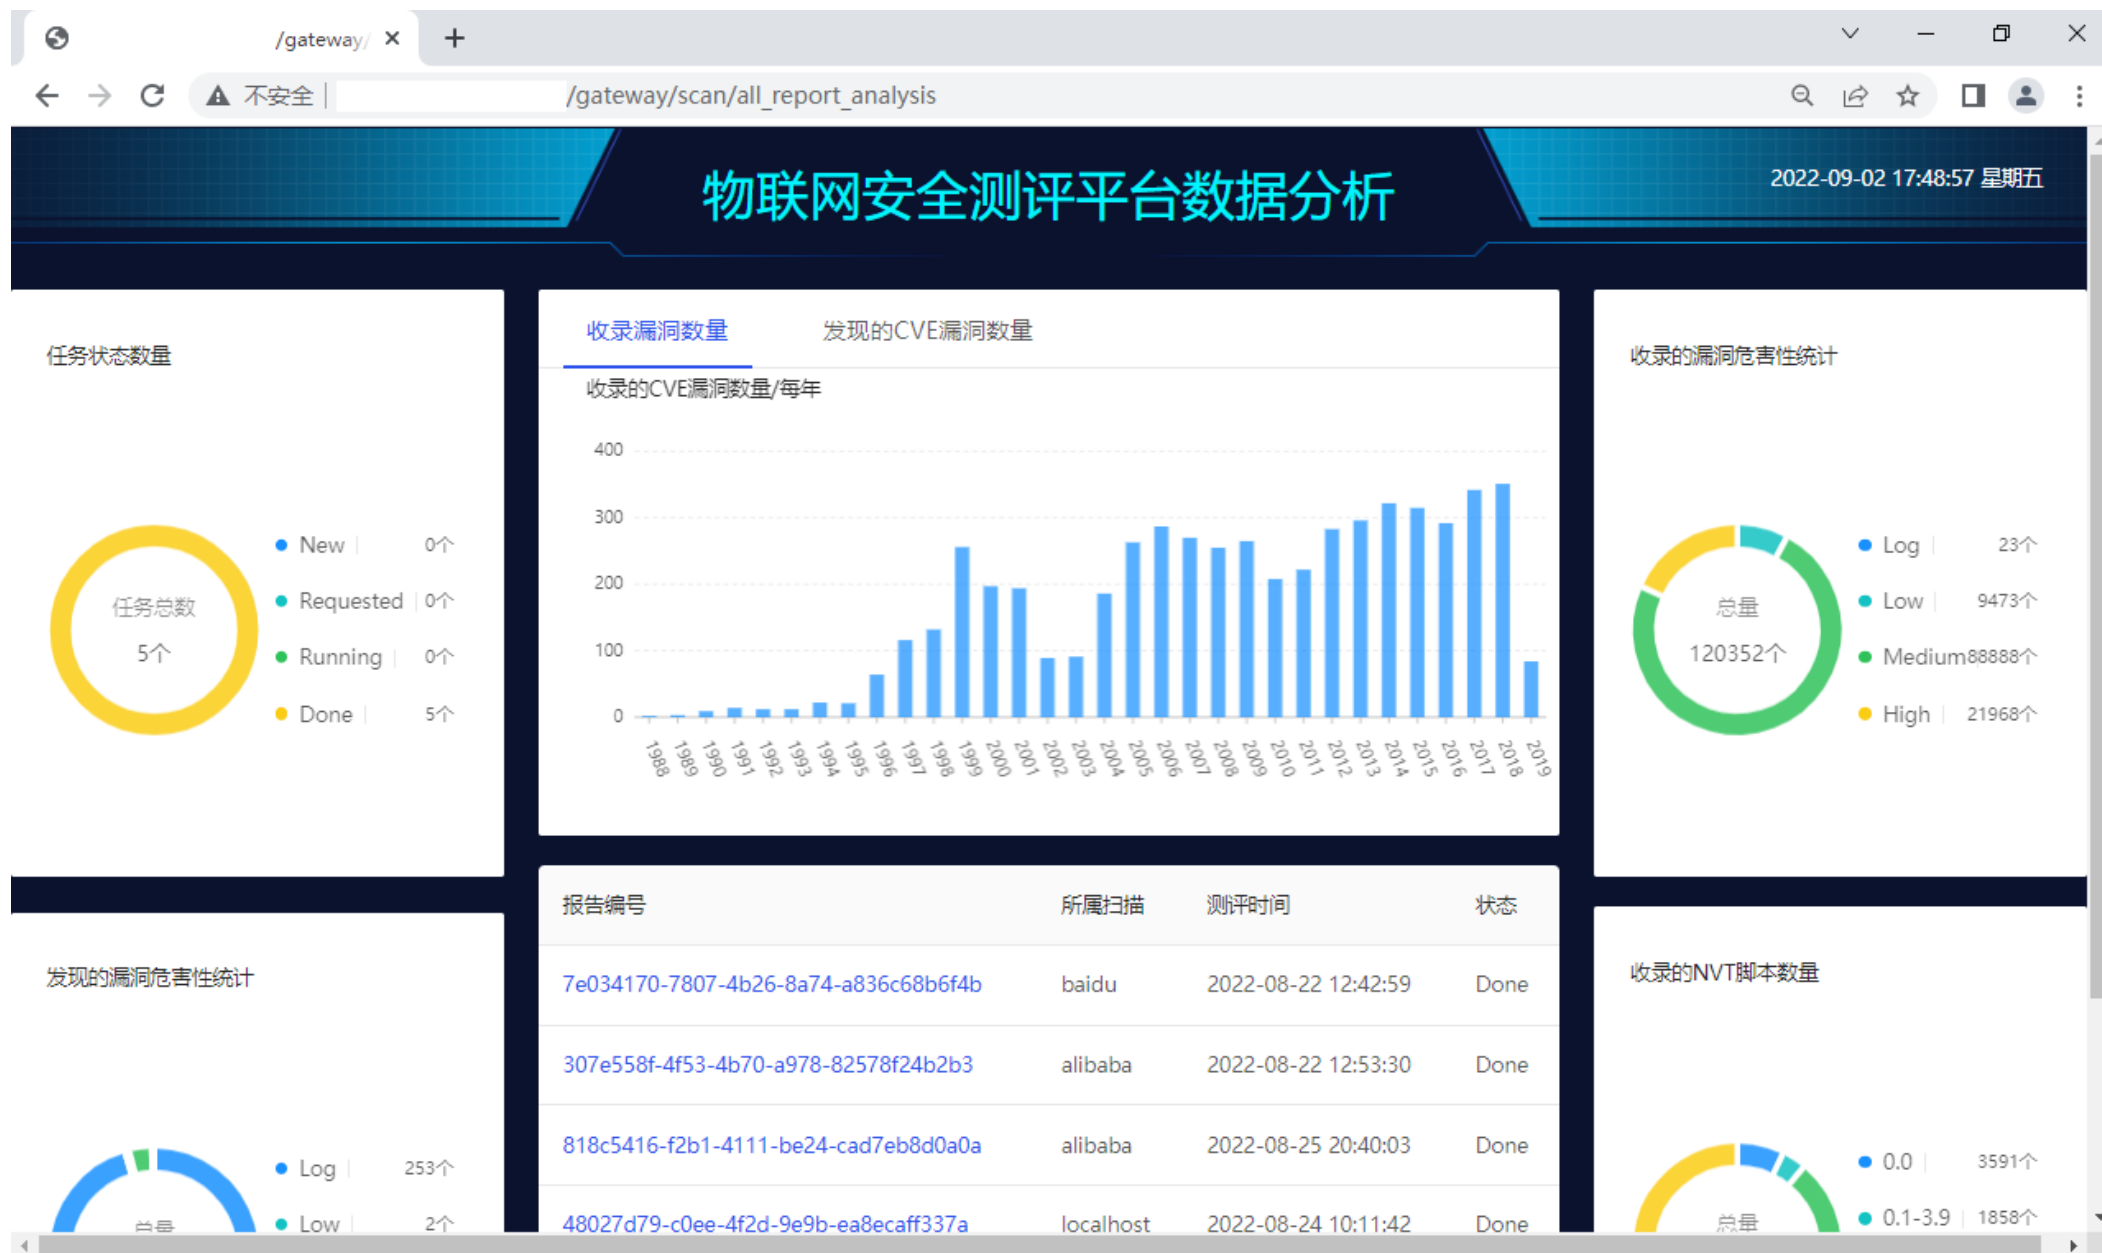 /gateway/
不安全
/gateway/scan/all_report_analysis
物联网安全测评平台数据分析
2022-09-02 17:48:57 星期五
任务状态数量
任务总数
5个
New 0个
Requested 0个
Running 0个
Done 5个
收录漏洞数量 发现的CVE漏洞数量
收录的CVE漏洞数量/每年
400
300
200
100
0
1988 1989 1990 1991 1992 1993 1994 1995 1996 1997 1998 1999 2000 2001 2002 2003 2004 2005 2006 2007 2008 2009 2010 2011 2012 2013 2014 2015 2016 2017 2018 2019
收录的漏洞危害性统计
总量
120352个
Log 23个
Low 9473个
Medium 88888个
High 21968个
发现的漏洞危害性统计
总量
Log 253个
Low 2个
报告编号 所属扫描 测评时间 状态
7e034170-7807-4b26-8a74-a836c68b6f4b baidu 2022-08-22 12:42:59 Done
307e558f-4f53-4b70-a978-82578f24b2b3 alibaba 2022-08-22 12:53:30 Done
818c5416-f2b1-4111-be24-cad7eb8d0a0a alibaba 2022-08-25 20:40:03 Done
48027d79-c0ee-4f2d-9e9b-ea8ecaff337a localhost 2022-08-24 10:11:42 Done
收录的NVT脚本数量
总量
0.0 3591个
0.1-3.9 1858个